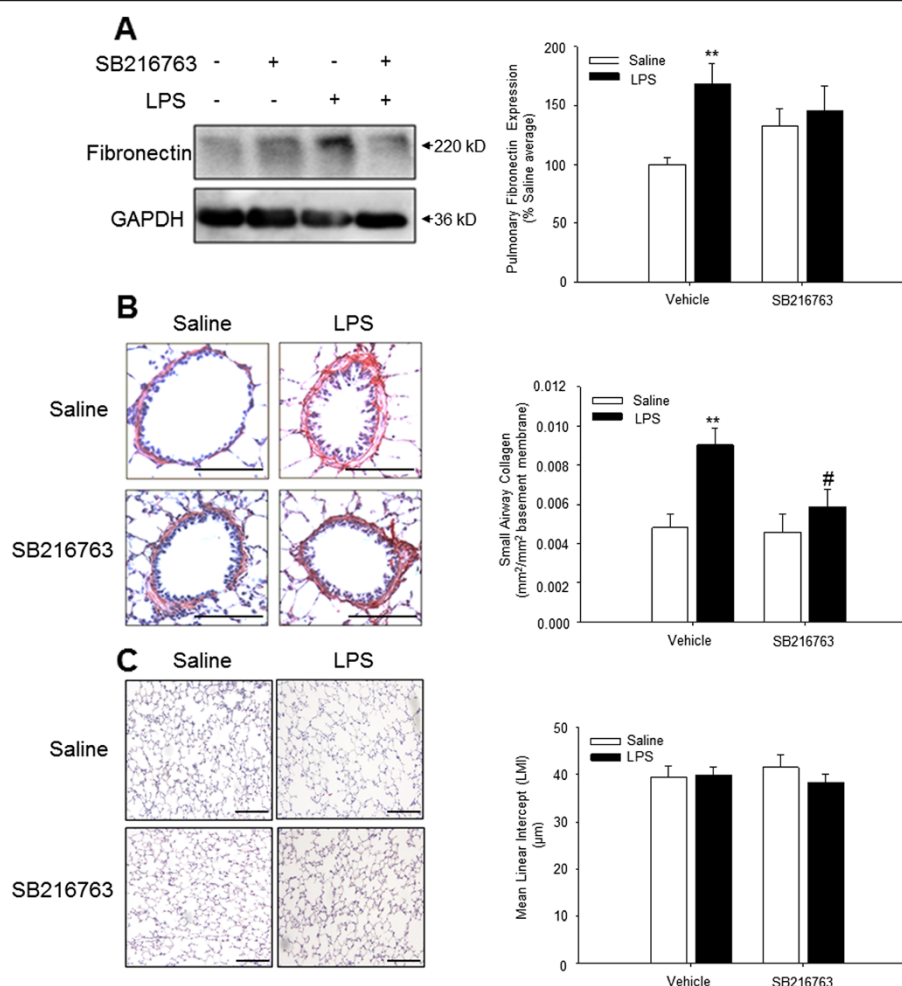 A
SB216763 - + - +
LPS - - + +
Fibronectin
220 kD
GAPDH
36 kD
Pulmonary Fibronectin Expression
(% Saline average)
200
150
100
50
0
Saline
LPS
**
Vehicle
SB216763
B
Saline
LPS
Saline
SB216763
Small Airway Collagen
(mm²/mm² basement membrane)
0.012
0.010
0.008
0.006
0.004
0.002
0.000
Saline
LPS
**
#
Vehicle
SB216763
C
Saline
LPS
Saline
SB216763
Mean Linear Intercept (LMI)
(µm)
50
40
30
20
10
0
Saline
LPS
Vehicle
SB216763